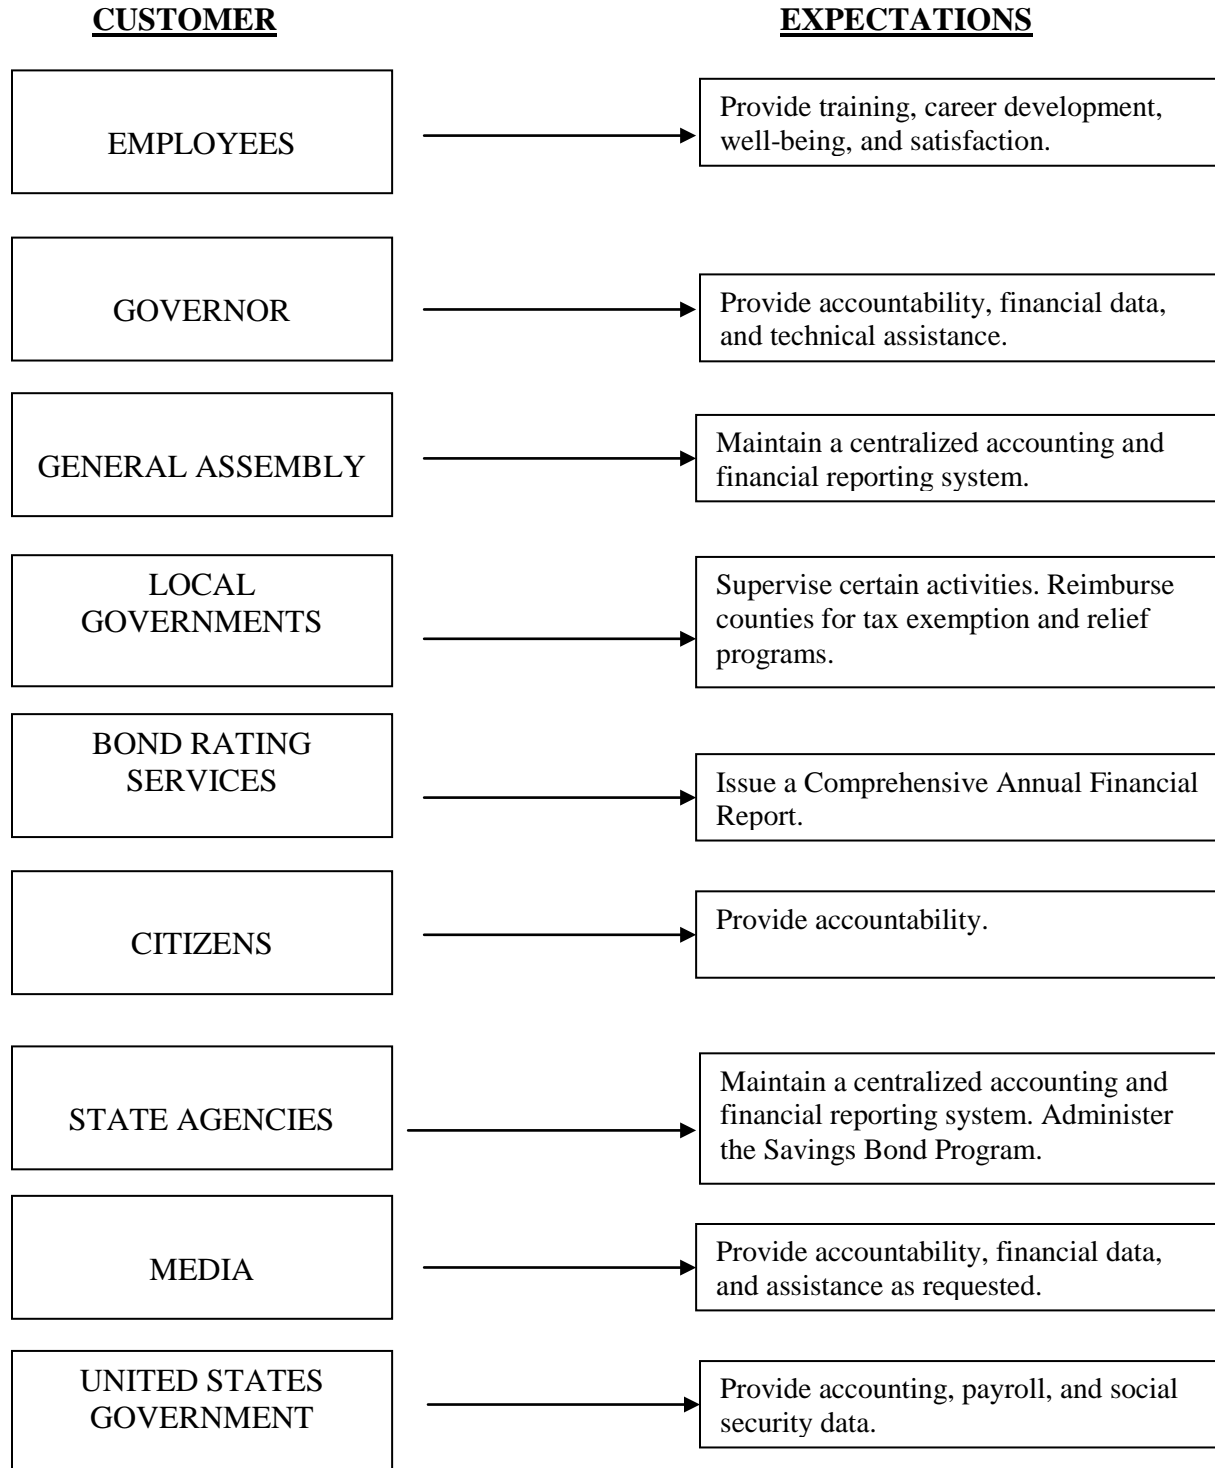 CUSTOMER EXPECTATIONS
EMPLOYEES
Provide training, career development,
well-being, and satisfaction.
GOVERNOR
Provide accountability, financial data,
and technical assistance.
GENERAL ASSEMBLY
Maintain a centralized accounting and
financial reporting system.
LOCAL
GOVERNMENTS
Supervise certain activities. Reimburse
counties for tax exemption and relief
programs.
BOND RATING
SERVICES
Issue a Comprehensive Annual Financial
Report.
CITIZENS
Provide accountability.
STATE AGENCIES
Maintain a centralized accounting and
financial reporting system. Administer
the Savings Bond Program.
MEDIA
Provide accountability, financial data,
and assistance as requested.
UNITED STATES
GOVERNMENT
Provide accounting, payroll, and social
security data.